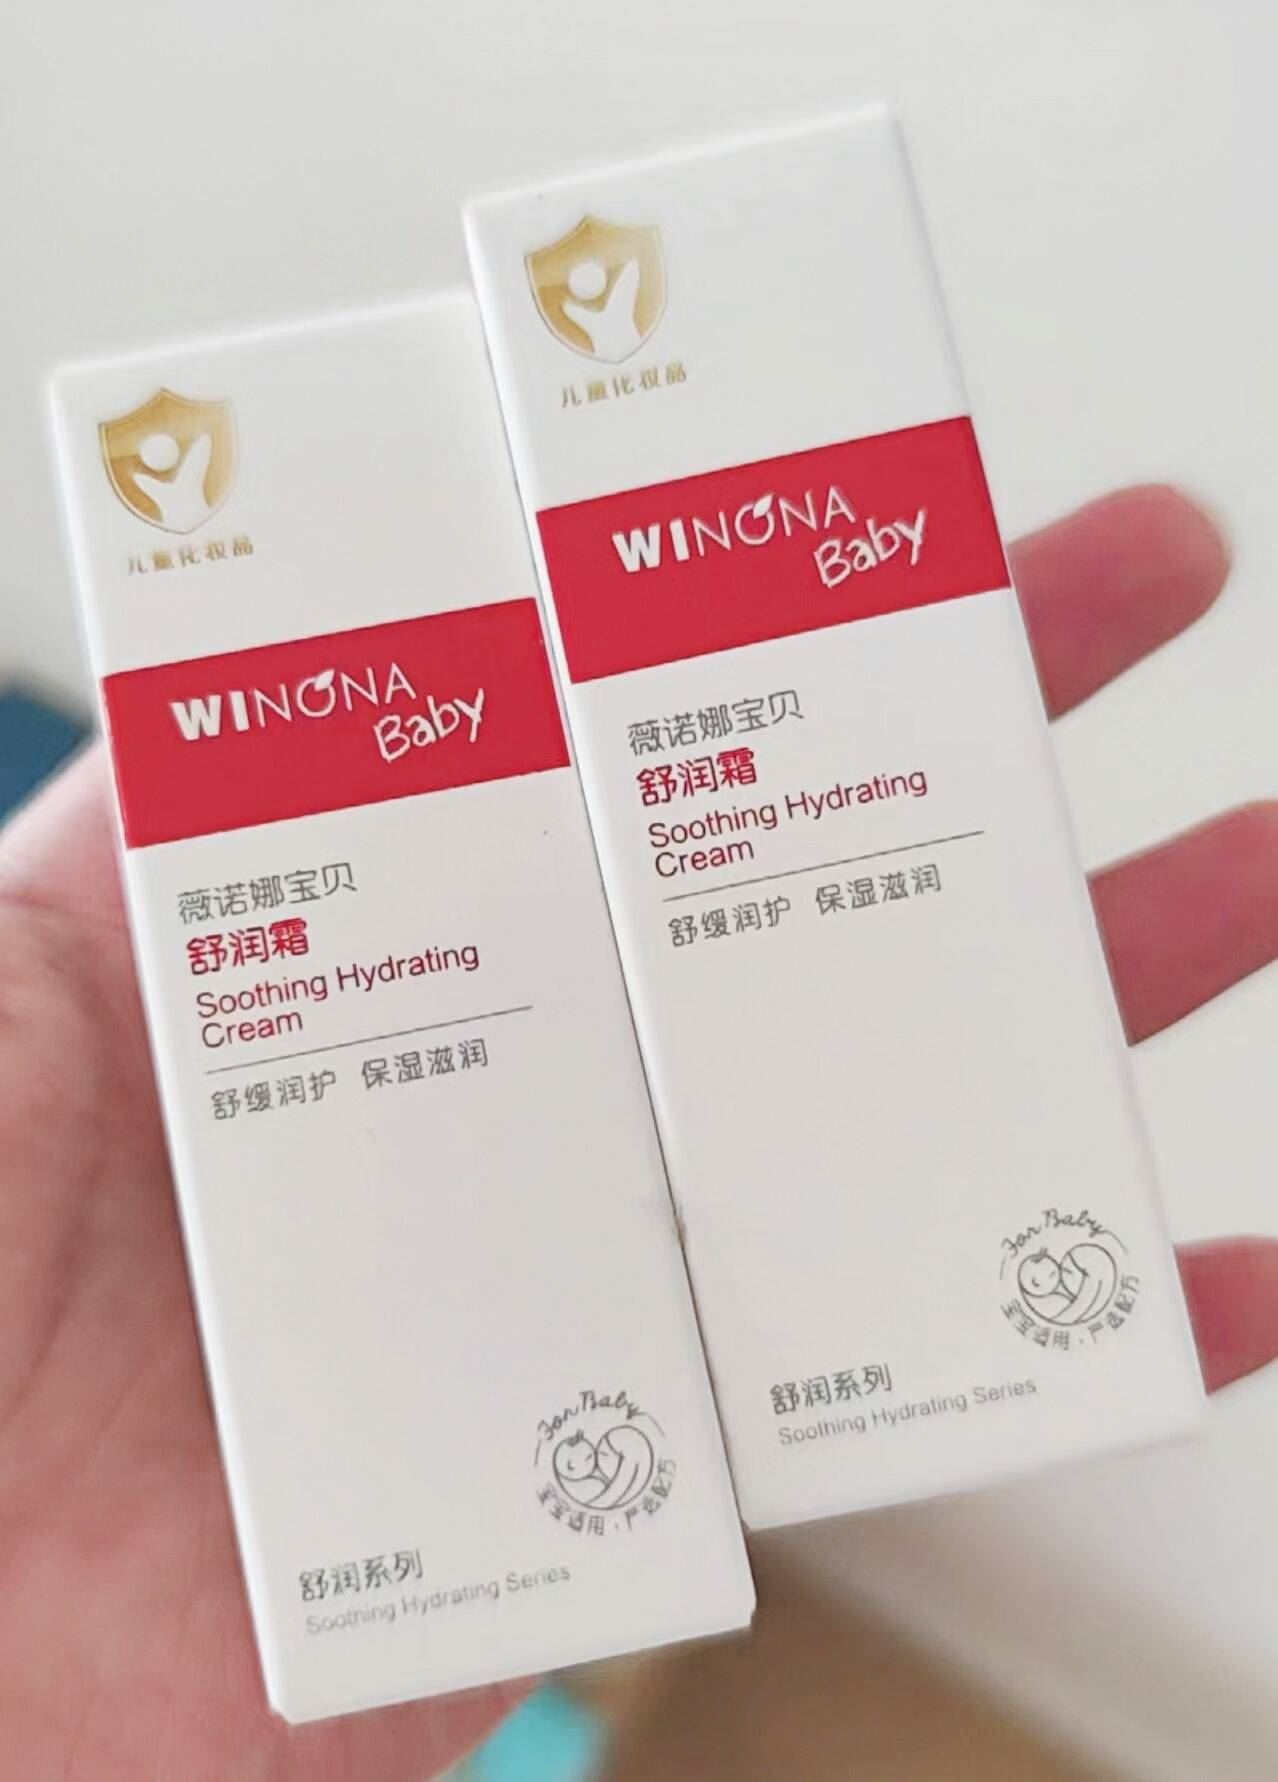 儿童化妆品
WINONA
Baby
薇诺娜宝贝
舒润霜
Soothing Hydrating
Cream
舒缓润护 保湿滋润
For Baby
宝宝适用·严选配方
舒润系列
Soothing Hydrating Series
儿童化妆品
WINONA
Baby
薇诺娜宝贝
舒润霜
Soothing Hydrating
Cream
舒缓润护 保湿滋润
For Baby
宝宝适用·严选配方
舒润系列
Soothing Hydrating Series